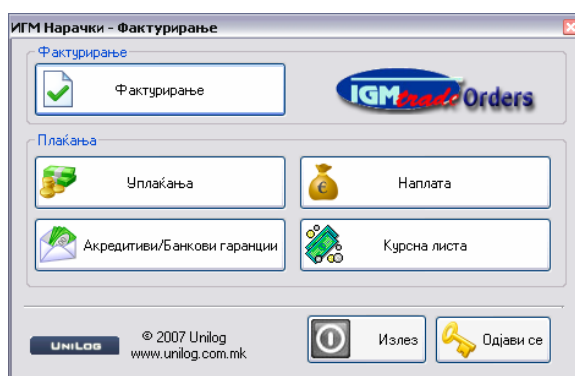 ИГМ Нарачки - Фактурирање
Фактурирање
Фактурирање
IGMtrade Orders
Плаќања
Уплаќања
Наплата
Акредитиви/Банкови гаранции
Курсна листа
UNILOG
© 2007 Unilog
www.unilog.com.mk
Излез
Одјави се